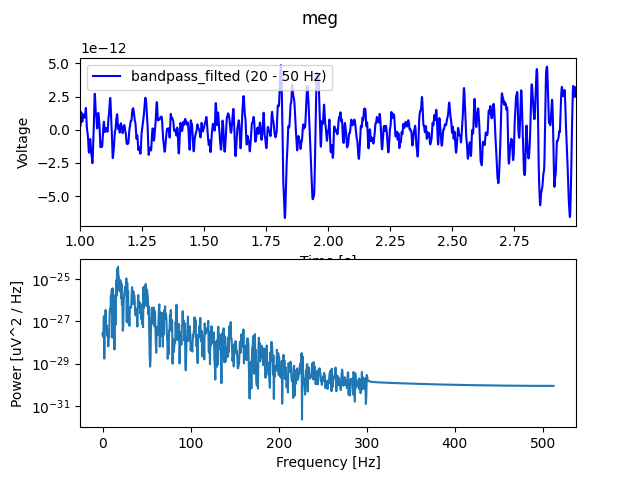 meg
1e−12
5.0
2.5
0.0
−2.5
−5.0
Voltage
bandpass_filted (20 - 50 Hz)
1.00 1.25 1.50 1.75 2.00 2.25 2.50 2.75
Time [s]
10−25
10−27
10−29
10−31
Power [uV^2 / Hz]
0 100 200 300 400 500
Frequency [Hz]